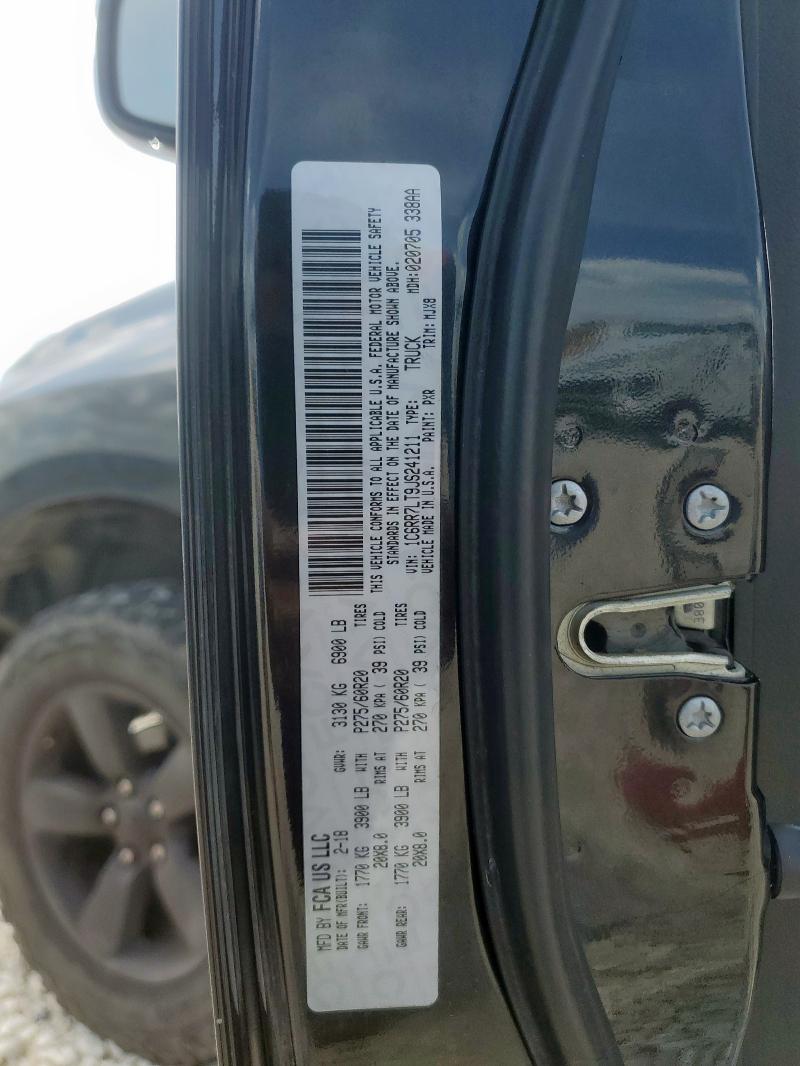 MFD BY FCA US LLC
DATE OF MFR(BUILT): 2-18 GVWR: 3130 KG 6900 LB
GAWR FRONT: 1770 KG 3900 LB WITH P275/60R20 TIRES
20X8.0 RIMS AT 270 KPA ( 39 PSI) COLD
GAWR REAR: 1770 KG 3900 LB WITH P275/60R20 TIRES
20X8.0 RIMS AT 270 KPA ( 39 PSI) COLD
THIS VEHICLE CONFORMS TO ALL APPLICABLE U.S.A. FEDERAL MOTOR VEHICLE SAFETY
STANDARDS IN EFFECT ON THE DATE OF MANUFACTURE SHOWN ABOVE.
VIN: 1C6RR7LT9JS241211 TYPE: TRUCK MDH:020705 338AA
VEHICLE MADE IN U.S.A. PAINT: PXR TRIM: MJX8